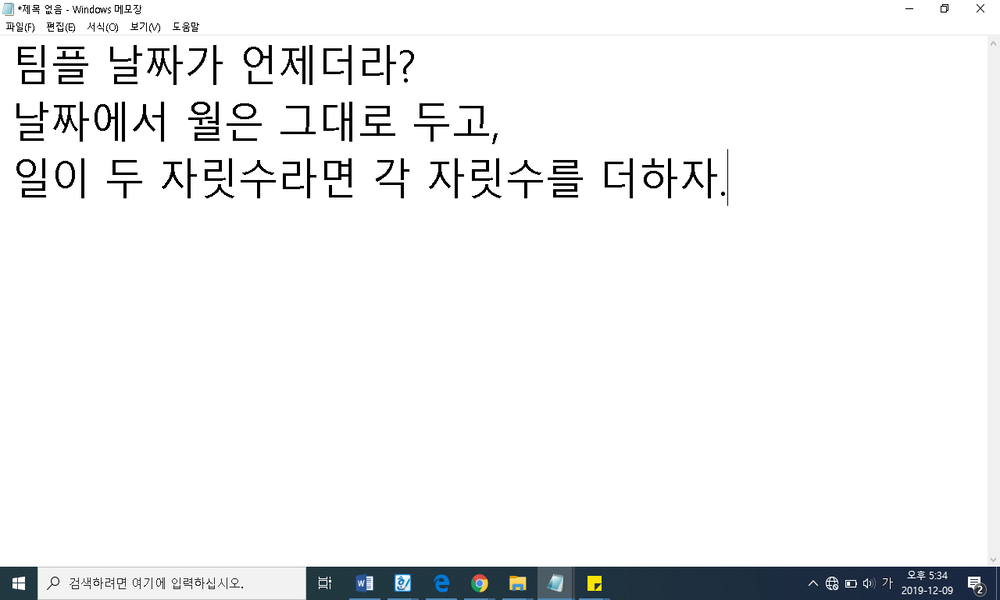 *제목 없음 - Windows 메모장
파일(F) 편집(E) 서식(O) 보기(V) 도움말
팀플 날짜가 언제더라?
날짜에서 월은 그대로 두고,
일이 두 자릿수라면 각 자릿수를 더하자.
검색하려면 여기에 입력하십시오.
가
오후 5:34
2019-12-09
2